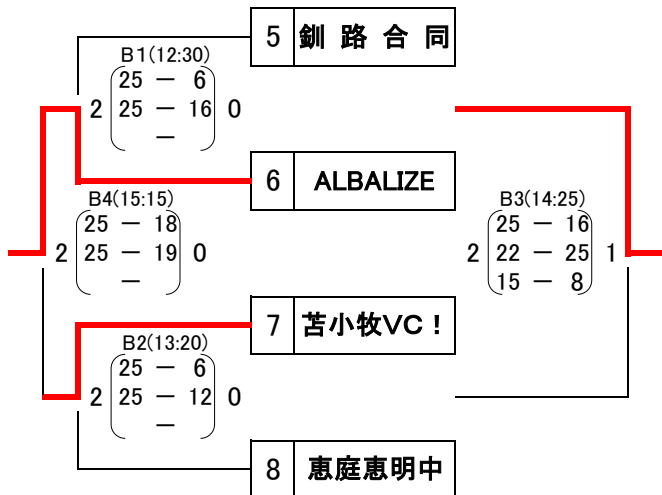 5 釧路合同
B1(12:30)
25 － 6
2 25 － 16 0
－
6 ALBALIZE
B4(15:15)
25 － 18
2 25 － 19 0
－
B3(14:25)
25 － 16
2 22 － 25 1
15 － 8
7 苫小牧VC！
B2(13:20)
25 － 6
2 25 － 12 0
－
8 恵庭恵明中